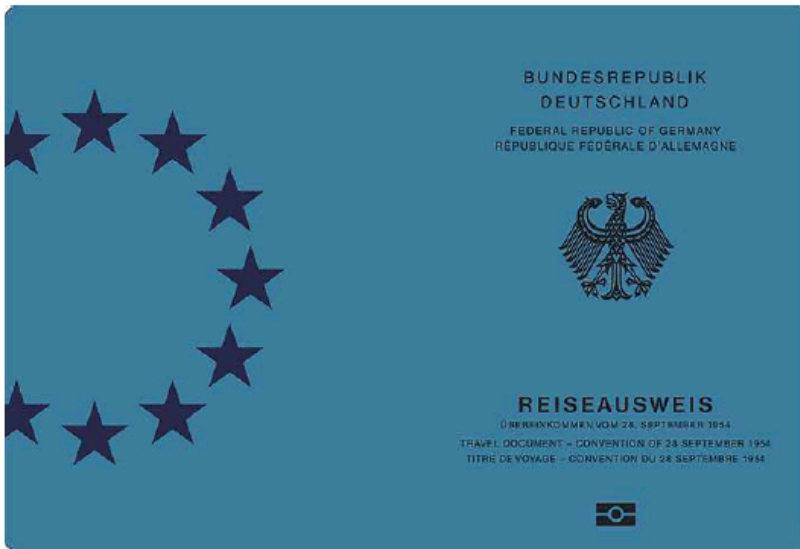 BUNDESREPUBLIK
DEUTSCHLAND
FEDERAL REPUBLIC OF GERMANY
RÉPUBLIQUE FÉDÉRALE D'ALLEMAGNE
REISEAUSWEIS
ÜBEREINKOMMEN VOM 28. SEPTEMBER 1954
TRAVEL DOCUMENT – CONVENTION OF 28 SEPTEMBER 1954
TITRE DE VOYAGE – CONVENTION DU 28 SEPTEMBRE 1954